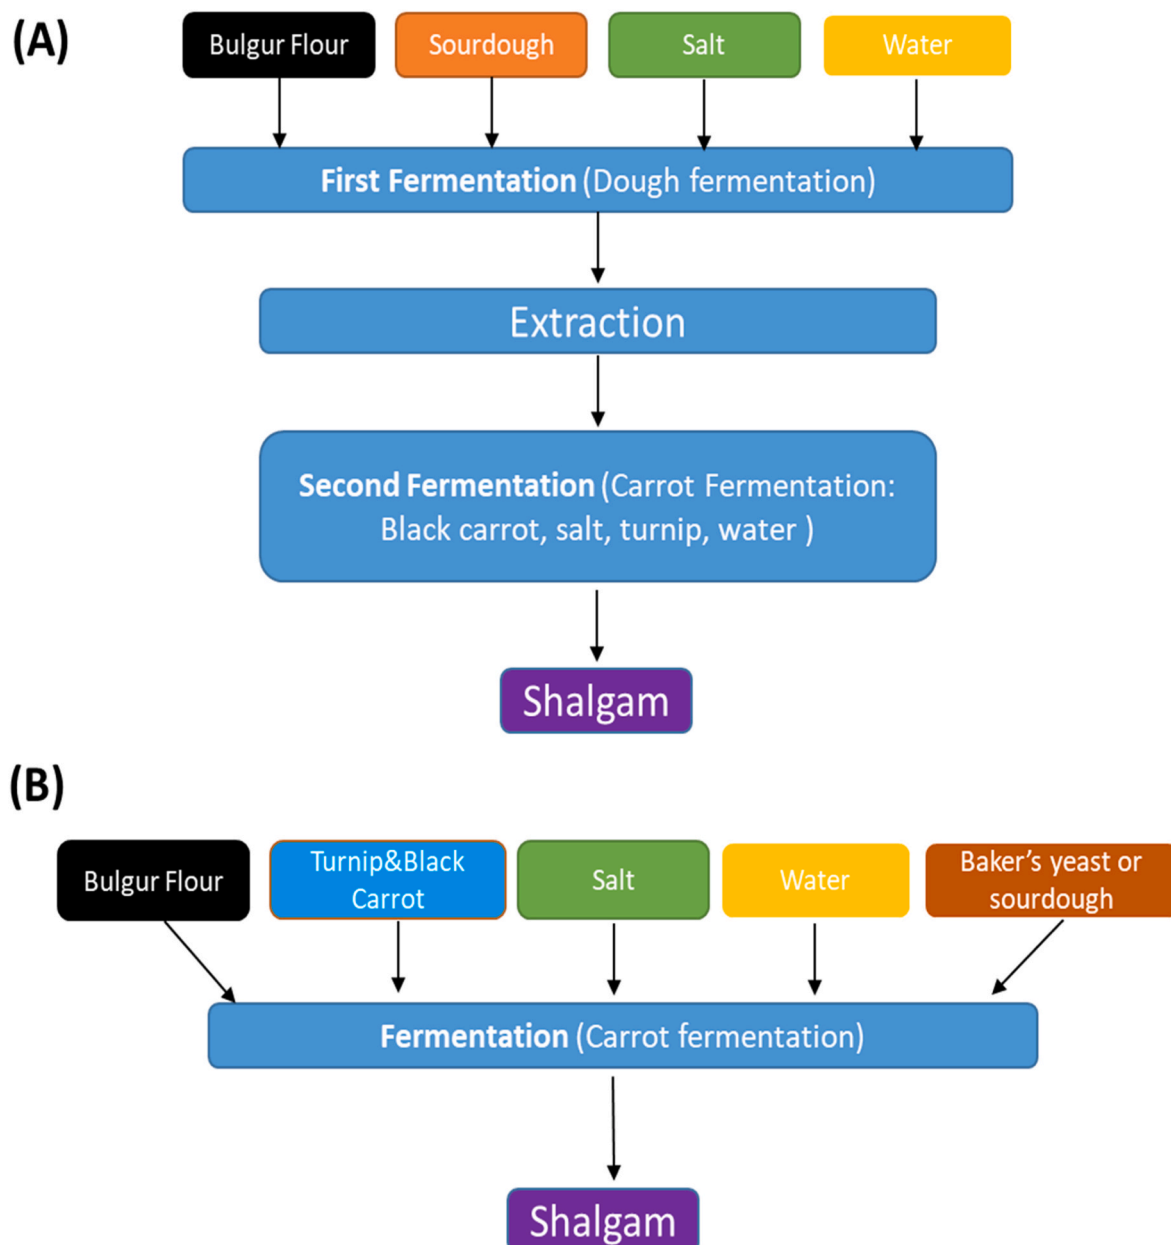 (A)
Bulgur Flour
Sourdough
Salt
Water
First Fermentation (Dough fermentation)
Extraction
Second Fermentation (Carrot Fermentation:
Black carrot, salt, turnip, water )
Shalgam
(B)
Bulgur Flour
Turnip&Black
Carrot
Salt
Water
Baker’s yeast or
sourdough
Fermentation (Carrot fermentation)
Shalgam